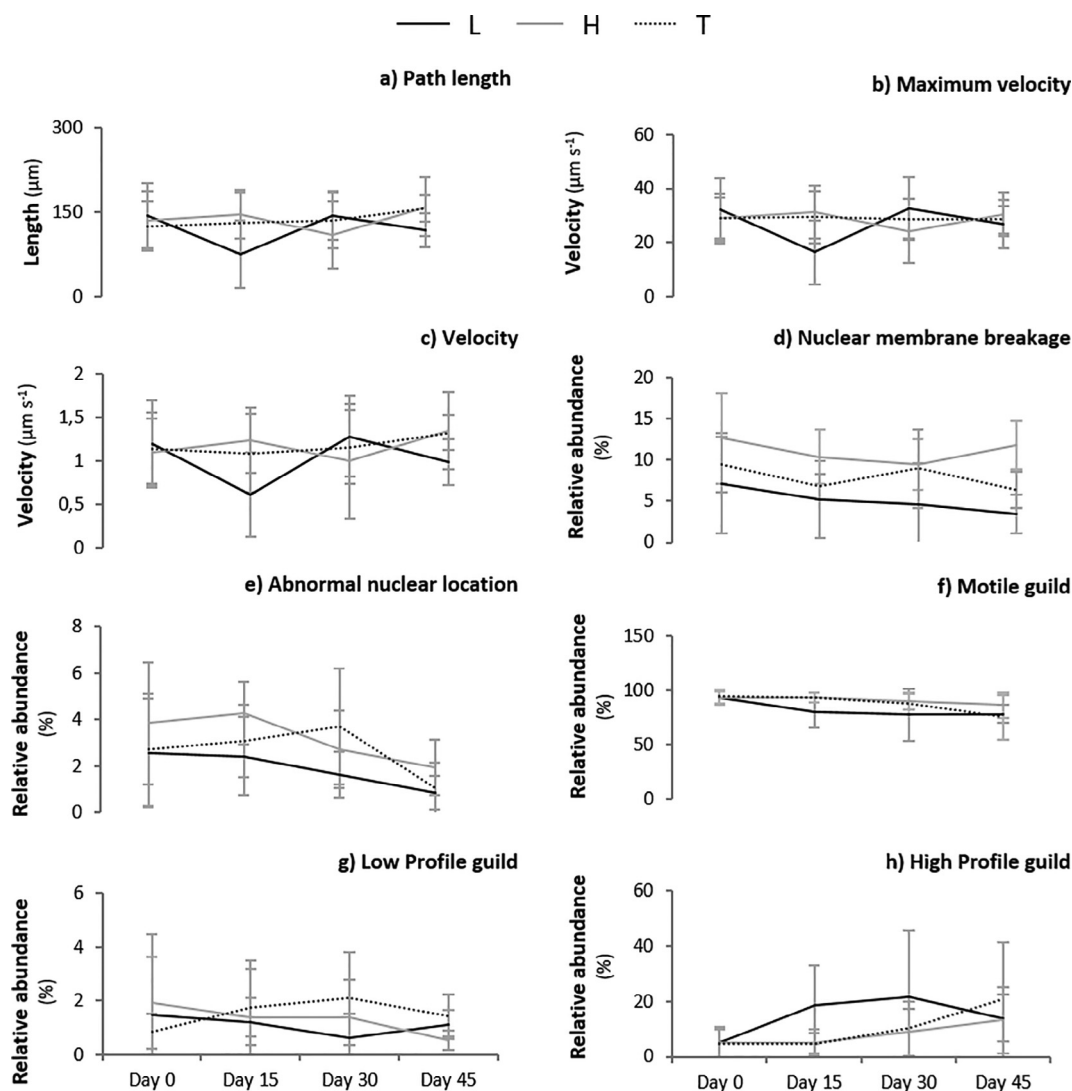 L H T
a) Path length
Length (µm)
300
150
0
b) Maximum velocity
Velocity (µm s⁻¹)
60
40
20
0
c) Velocity
Velocity (µm s⁻¹)
2
1,5
1
0,5
0
d) Nuclear membrane breakage
Relative abundance
(%)
20
15
10
5
0
e) Abnormal nuclear location
Relative abundance
(%)
8
6
4
2
0
f) Motile guild
Relative abundance
(%)
150
100
50
0
g) Low Profile guild
Relative abundance
(%)
6
4
2
0
Day 0 Day 15 Day 30 Day 45
h) High Profile guild
Relative abundance
(%)
60
40
20
0
Day 0 Day 15 Day 30 Day 45